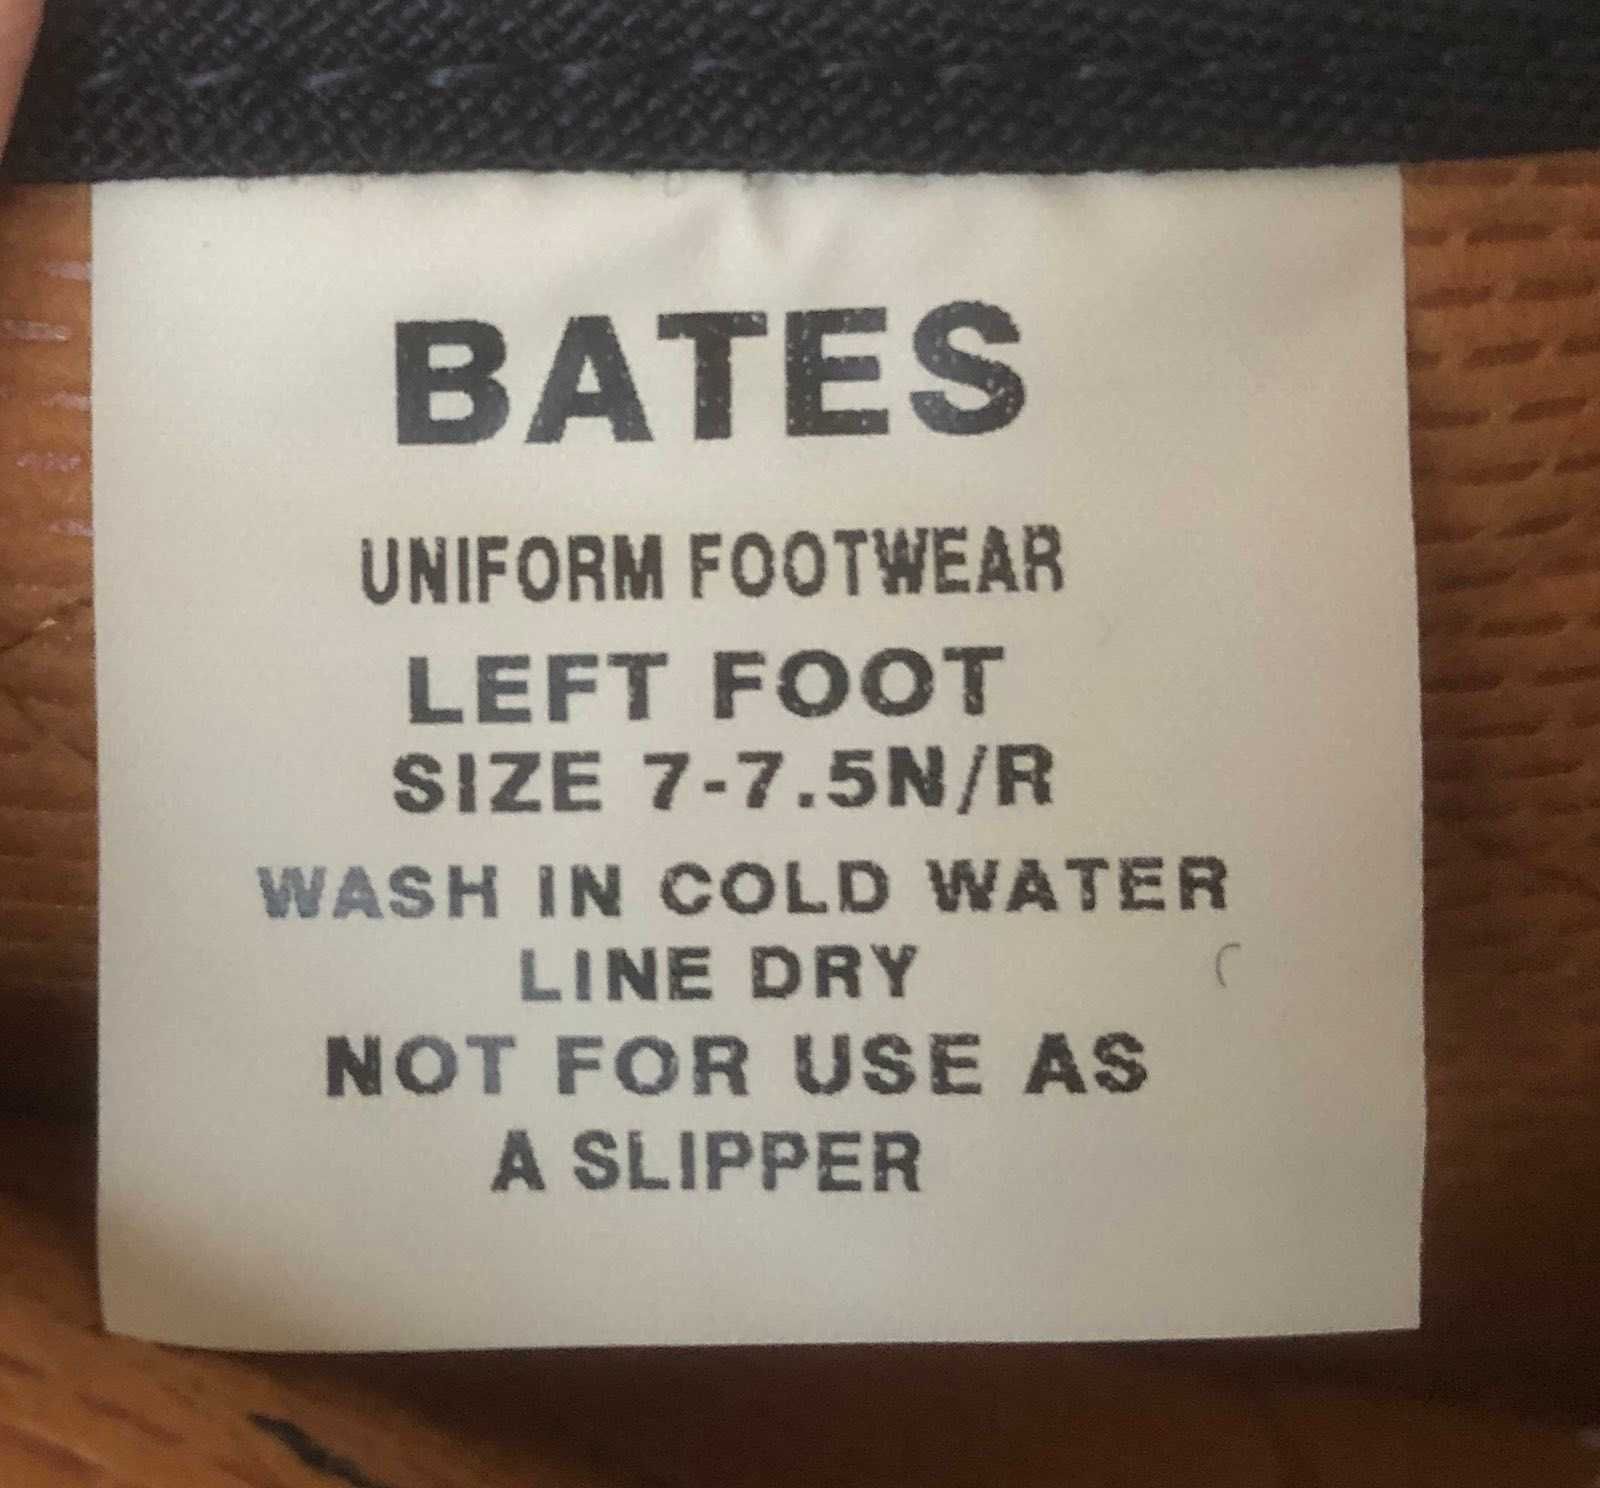 BATES
UNIFORM FOOTWEAR
LEFT FOOT
SIZE 7-7.5N/R
WASH IN COLD WATER
LINE DRY
NOT FOR USE AS
A SLIPPER